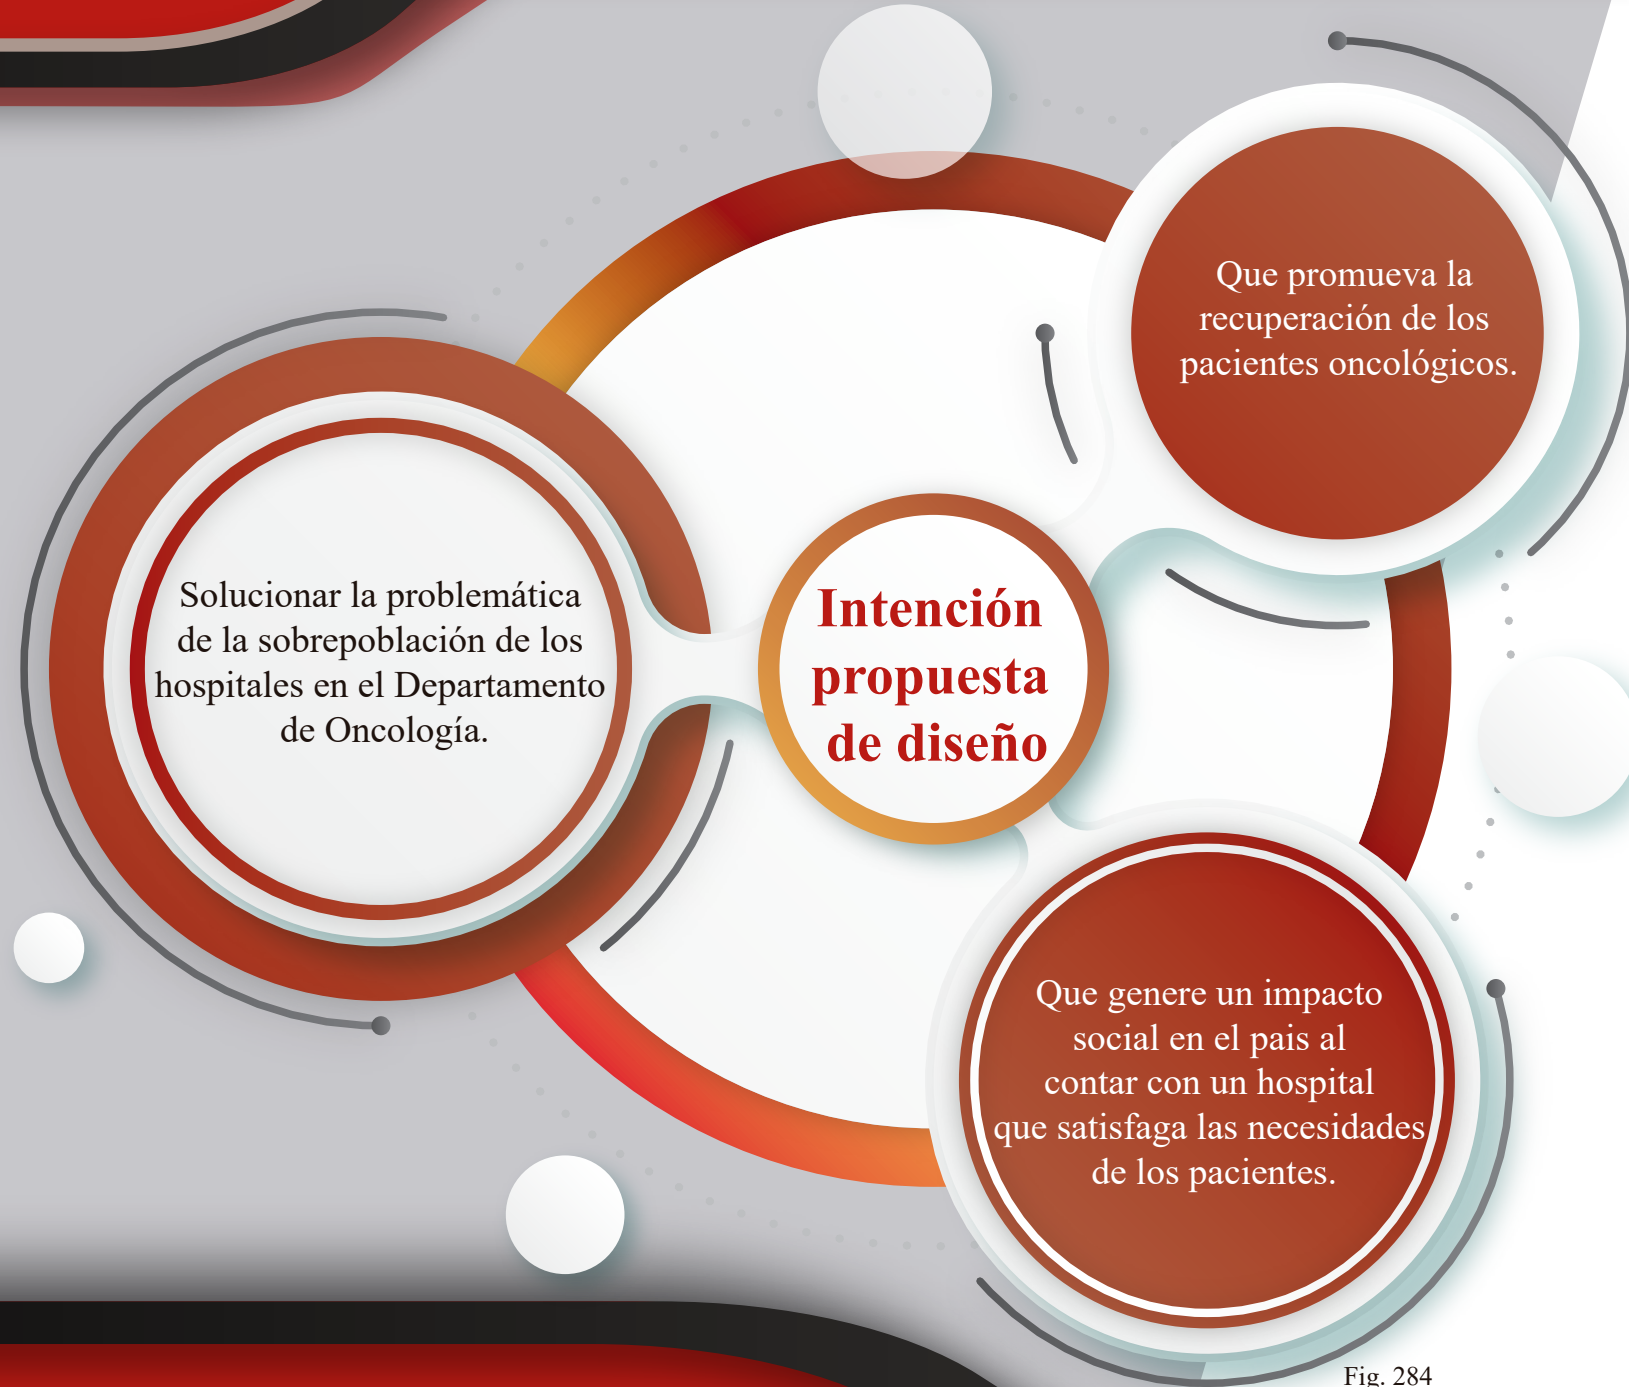 Intención
propuesta
de diseño
Solucionar la problemática
de la sobrepoblación de los
hospitales en el Departamento
de Oncología.
Que promueva la
recuperación de los
pacientes oncológicos.
Que genere un impacto
social en el pais al
contar con un hospital
que satisfaga las necesidades
de los pacientes.
Fig. 284